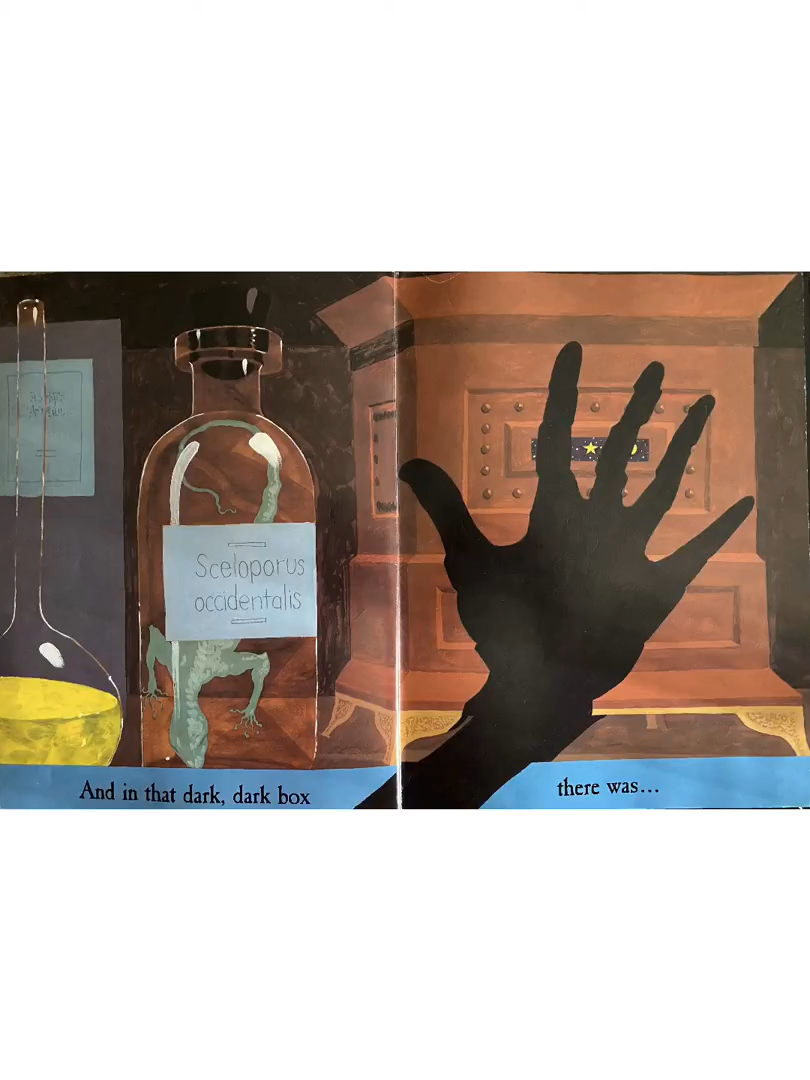 Sceloporus
occidentalis
And in that dark, dark box
there was...